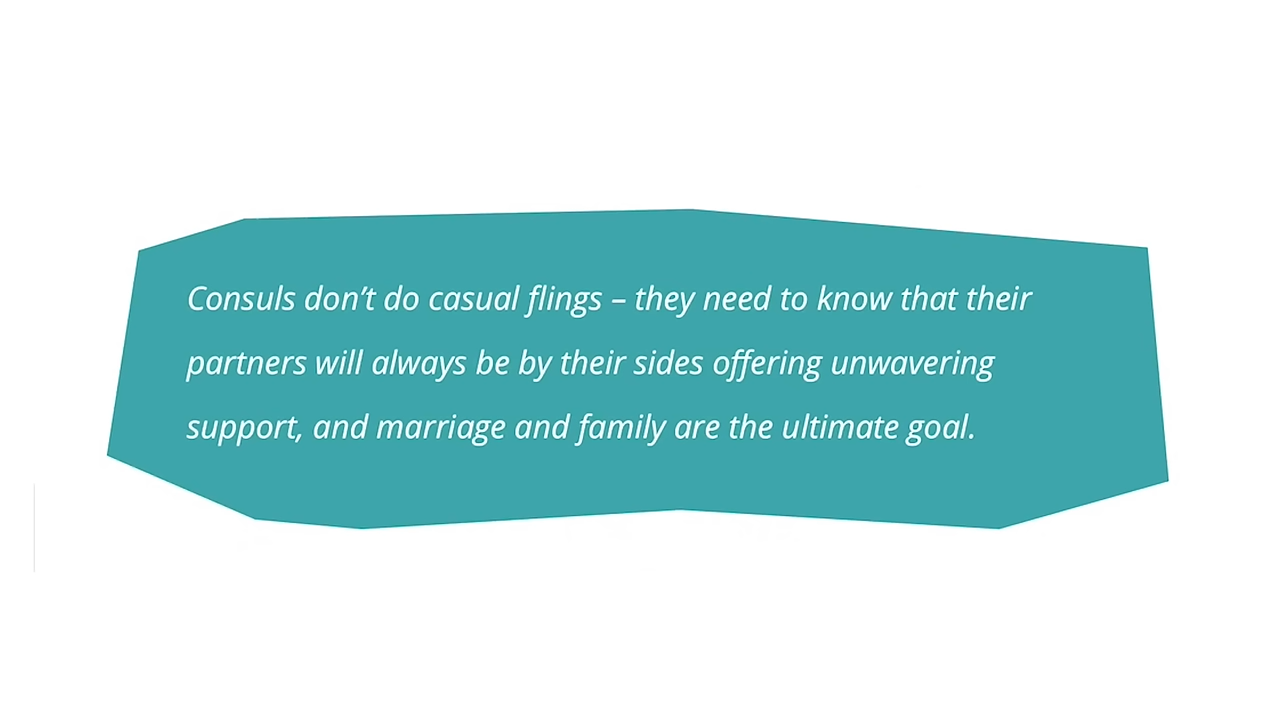 Consuls don’t do casual flings – they need to know that their
partners will always be by their sides offering unwavering
support, and marriage and family are the ultimate goal.